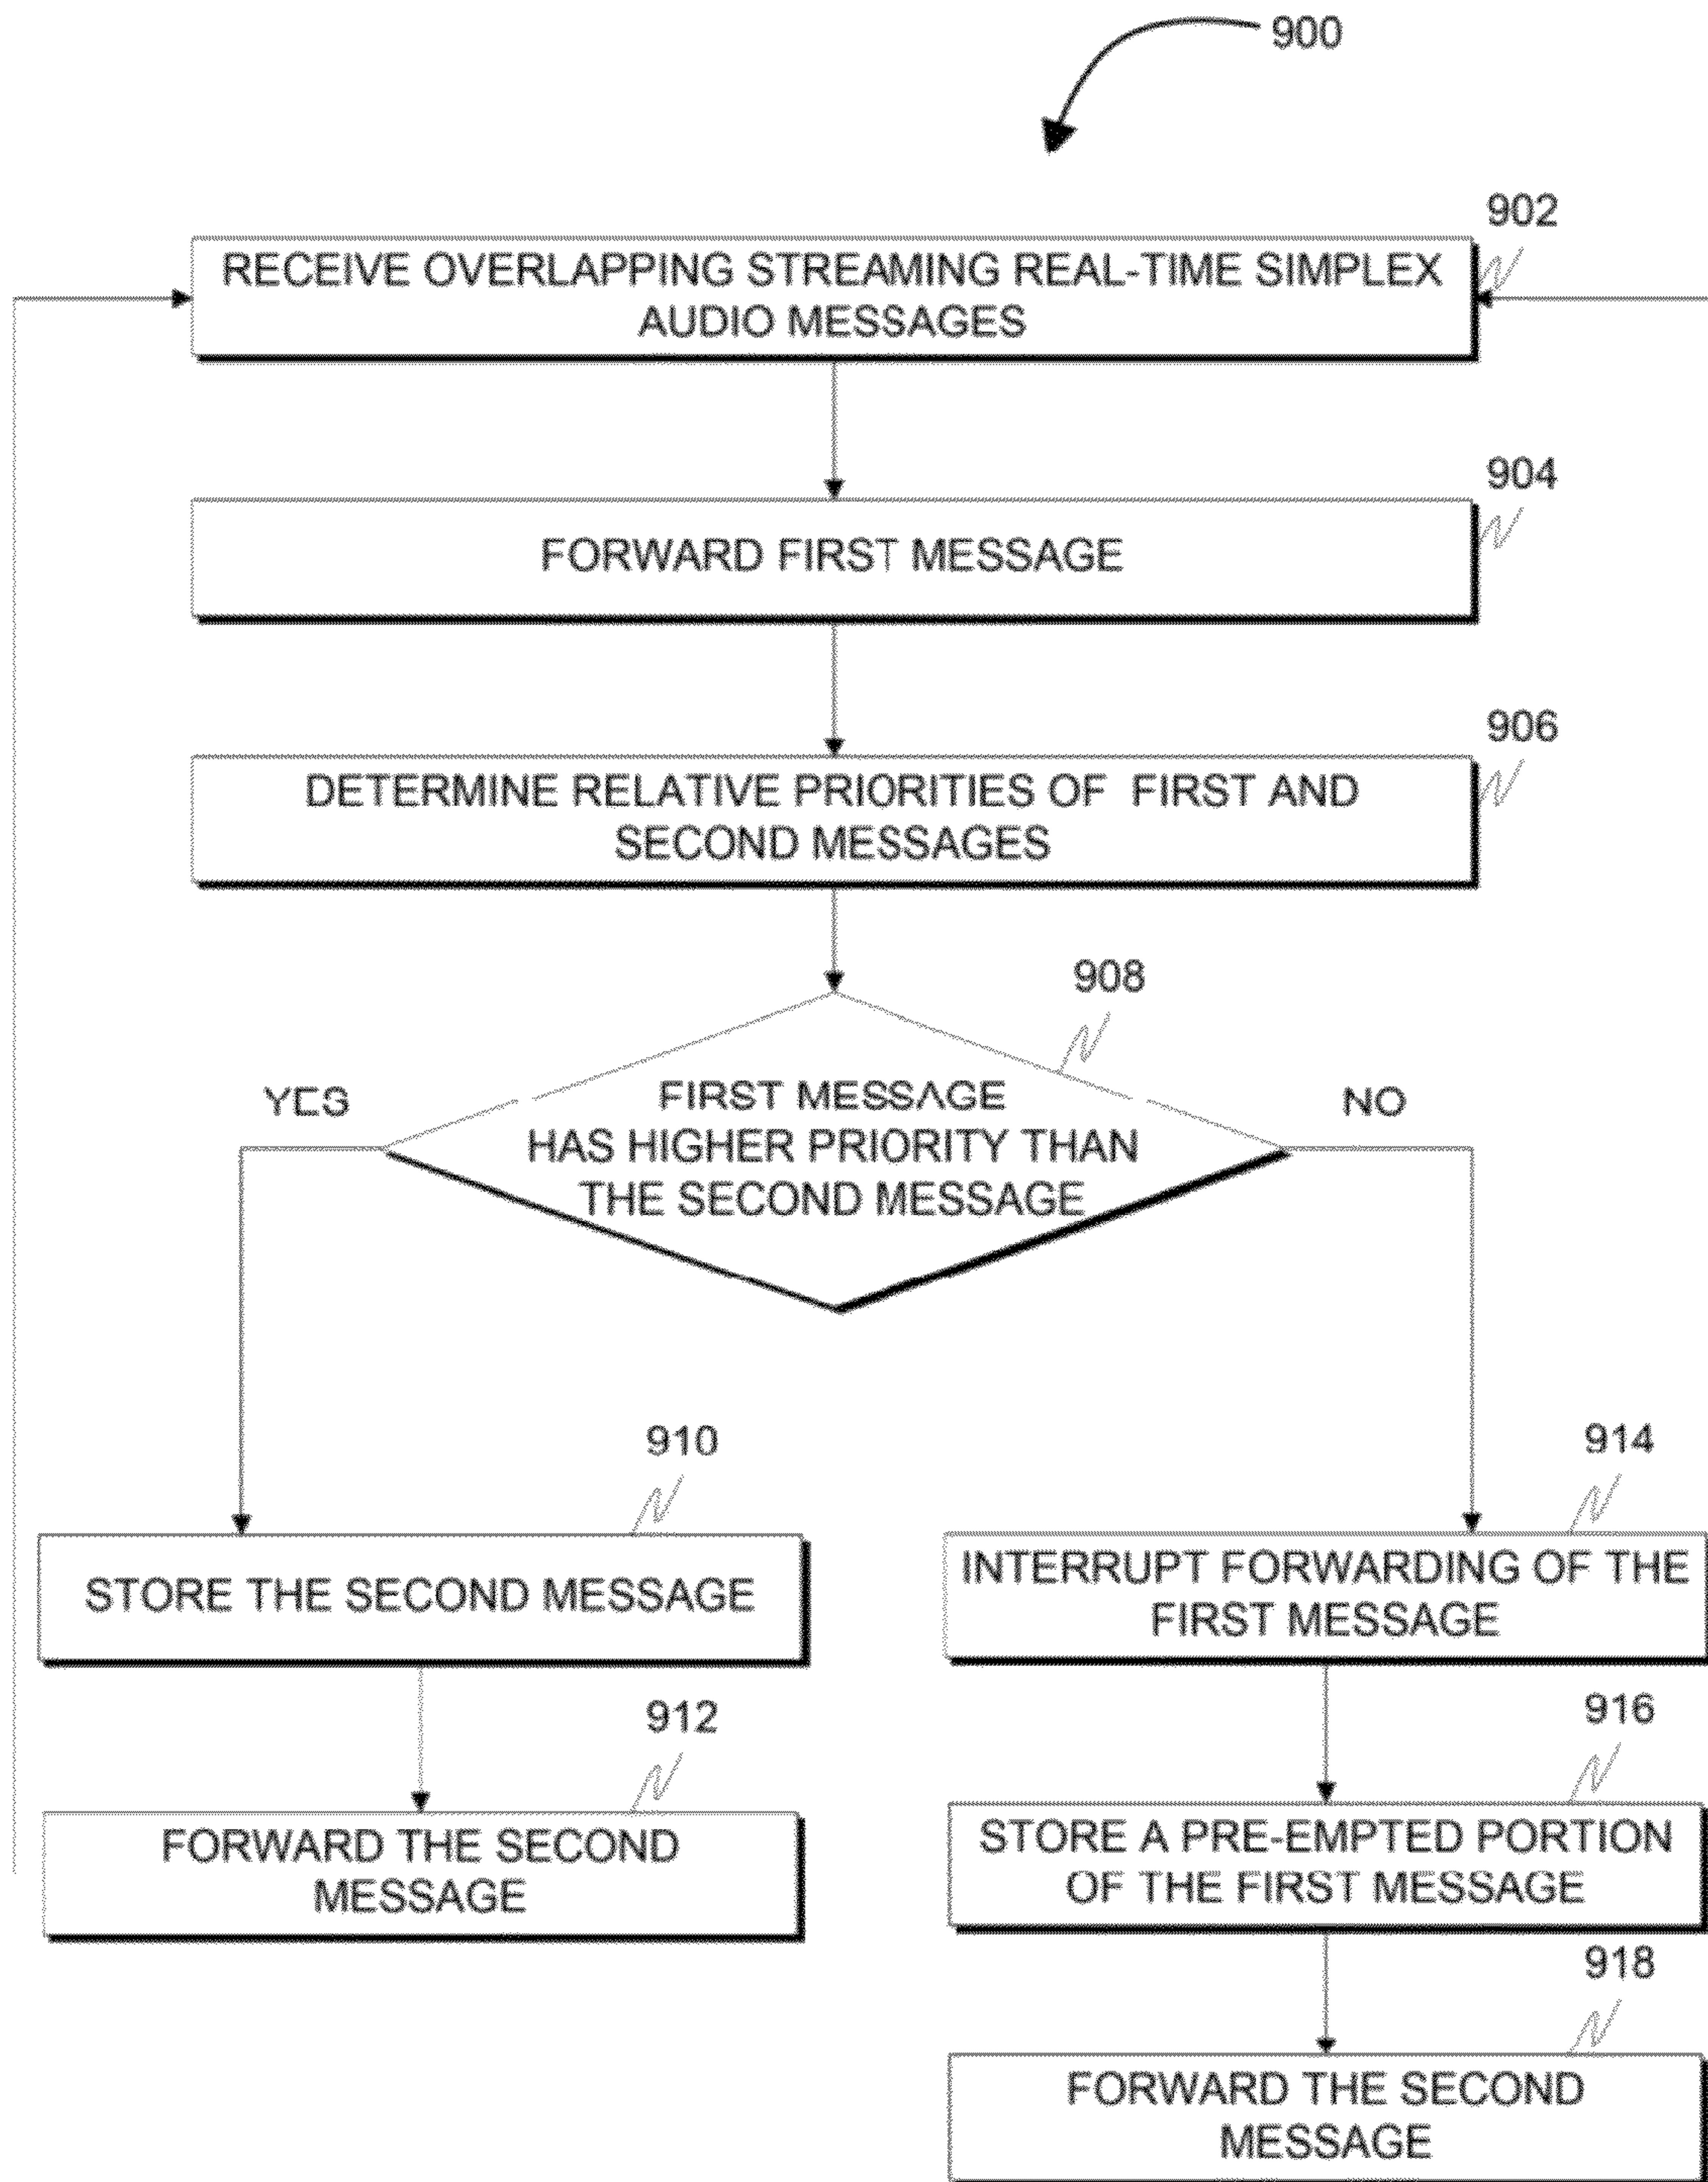 900
902
RECEIVE OVERLAPPING STREAMING REAL-TIME SIMPLEX
AUDIO MESSAGES
904
FORWARD FIRST MESSAGE
906
DETERMINE RELATIVE PRIORITIES OF FIRST AND
SECOND MESSAGES
908
YES
FIRST MESSAGE
HAS HIGHER PRIORITY THAN
THE SECOND MESSAGE
NO
910
STORE THE SECOND MESSAGE
912
FORWARD THE SECOND
MESSAGE
914
INTERRUPT FORWARDING OF THE
FIRST MESSAGE
916
STORE A PRE-EMPTED PORTION
OF THE FIRST MESSAGE
918
FORWARD THE SECOND
MESSAGE